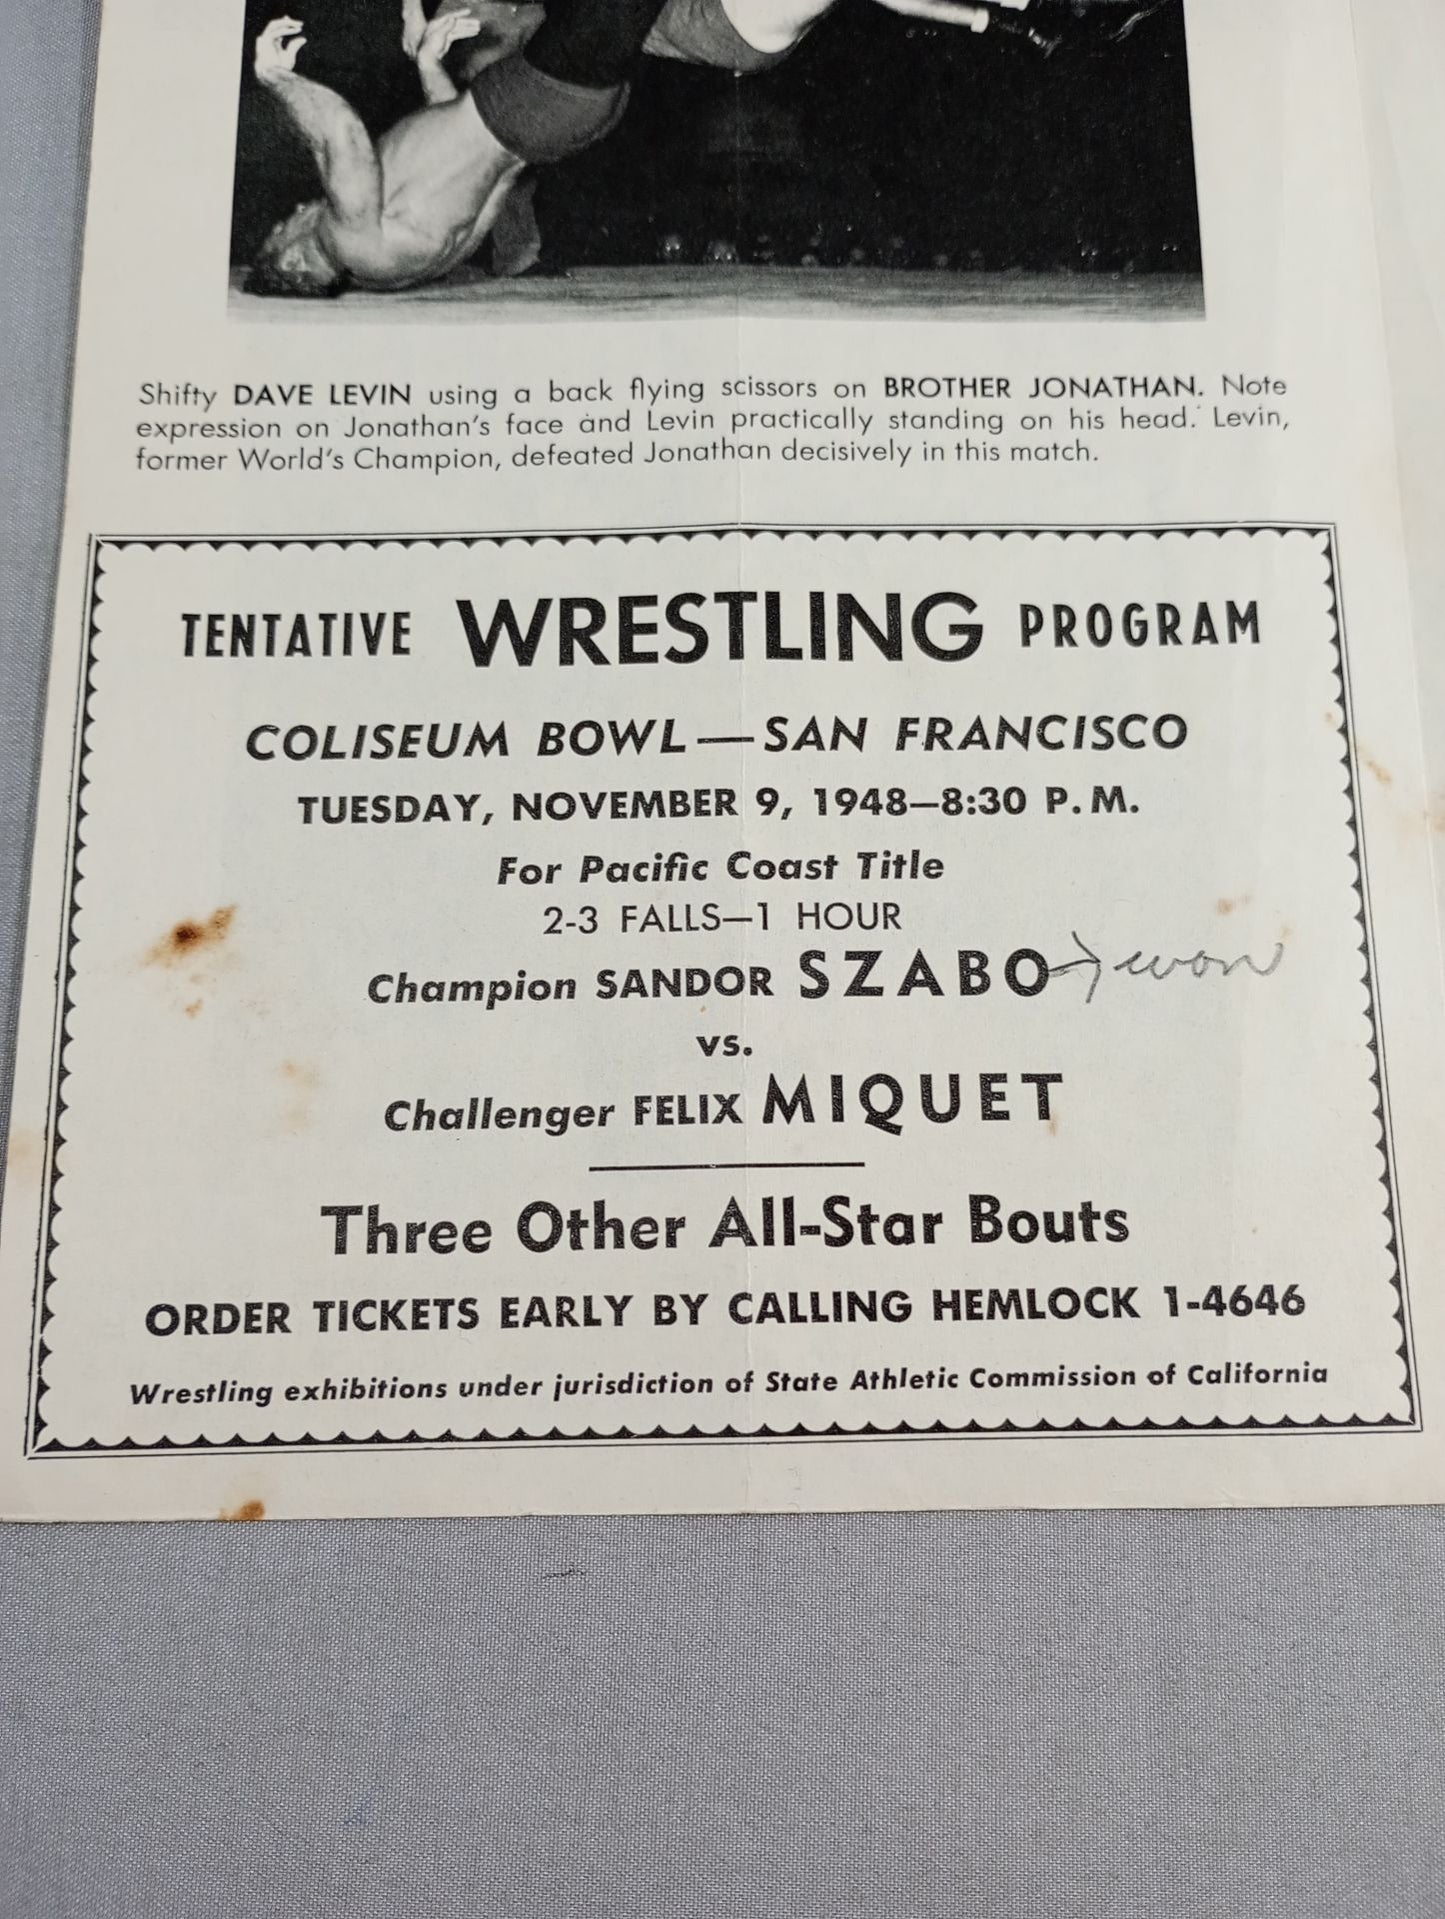 Shifty DAVE LEVIN using a back flying scissors on BROTHER JONATHAN. Note
expression on Jonathan's face and Levin practically standing on his head. Levin,
former World's Champion, defeated Jonathan decisively in this match.
TENTATIVE WRESTLING PROGRAM
COLISEUM BOWL—SAN FRANCISCO
TUESDAY, NOVEMBER 9, 1948—8:30 P. M.
For Pacific Coast Title
2-3 FALLS—1 HOUR
Champion SANDOR SZABO → won
vs.
Challenger FELIX MIQUET
Three Other All-Star Bouts
ORDER TICKETS EARLY BY CALLING HEMLOCK 1-4646
Wrestling exhibitions under jurisdiction of State Athletic Commission of California